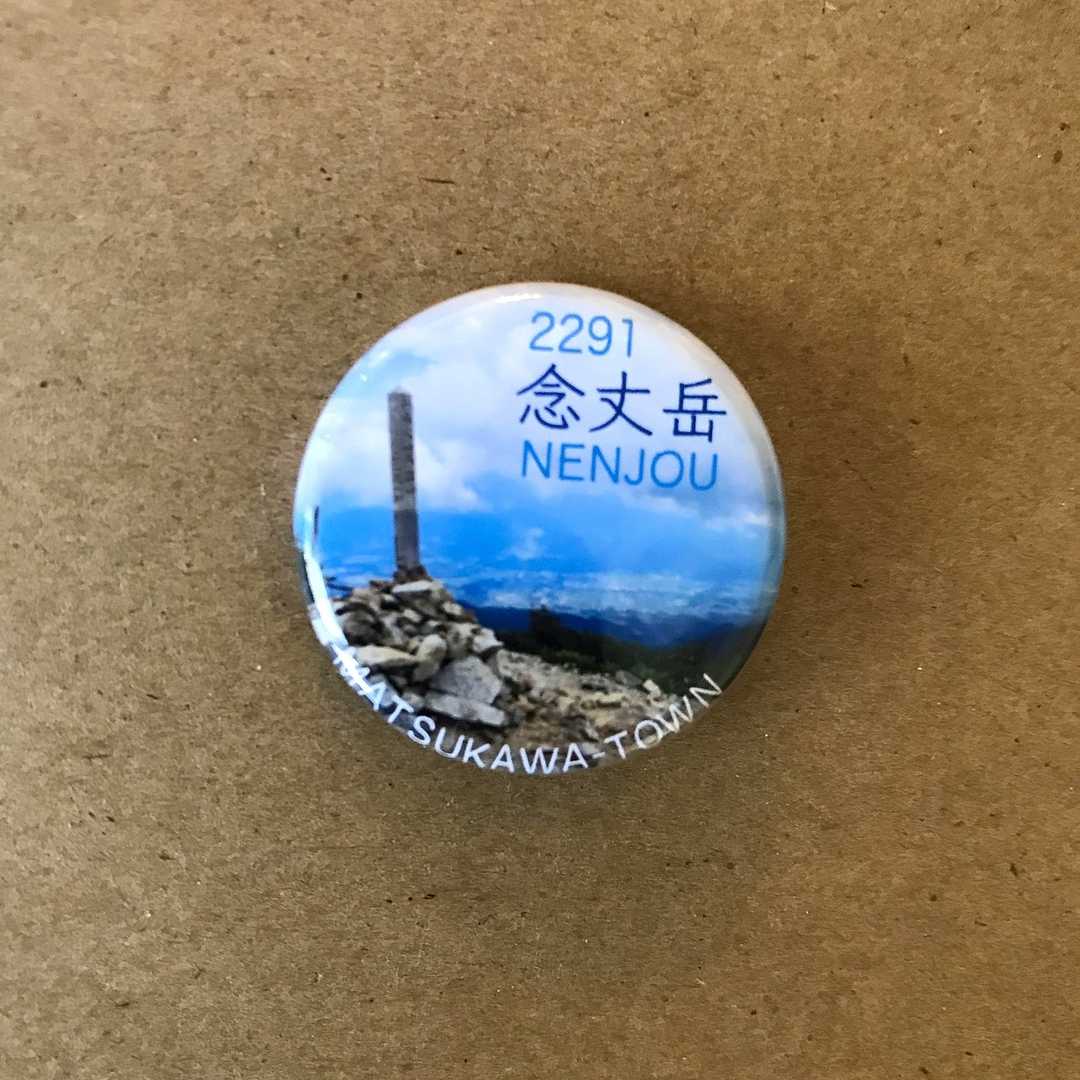 2291
念丈岳
NENJOU
MATSUKAWA-TOWN